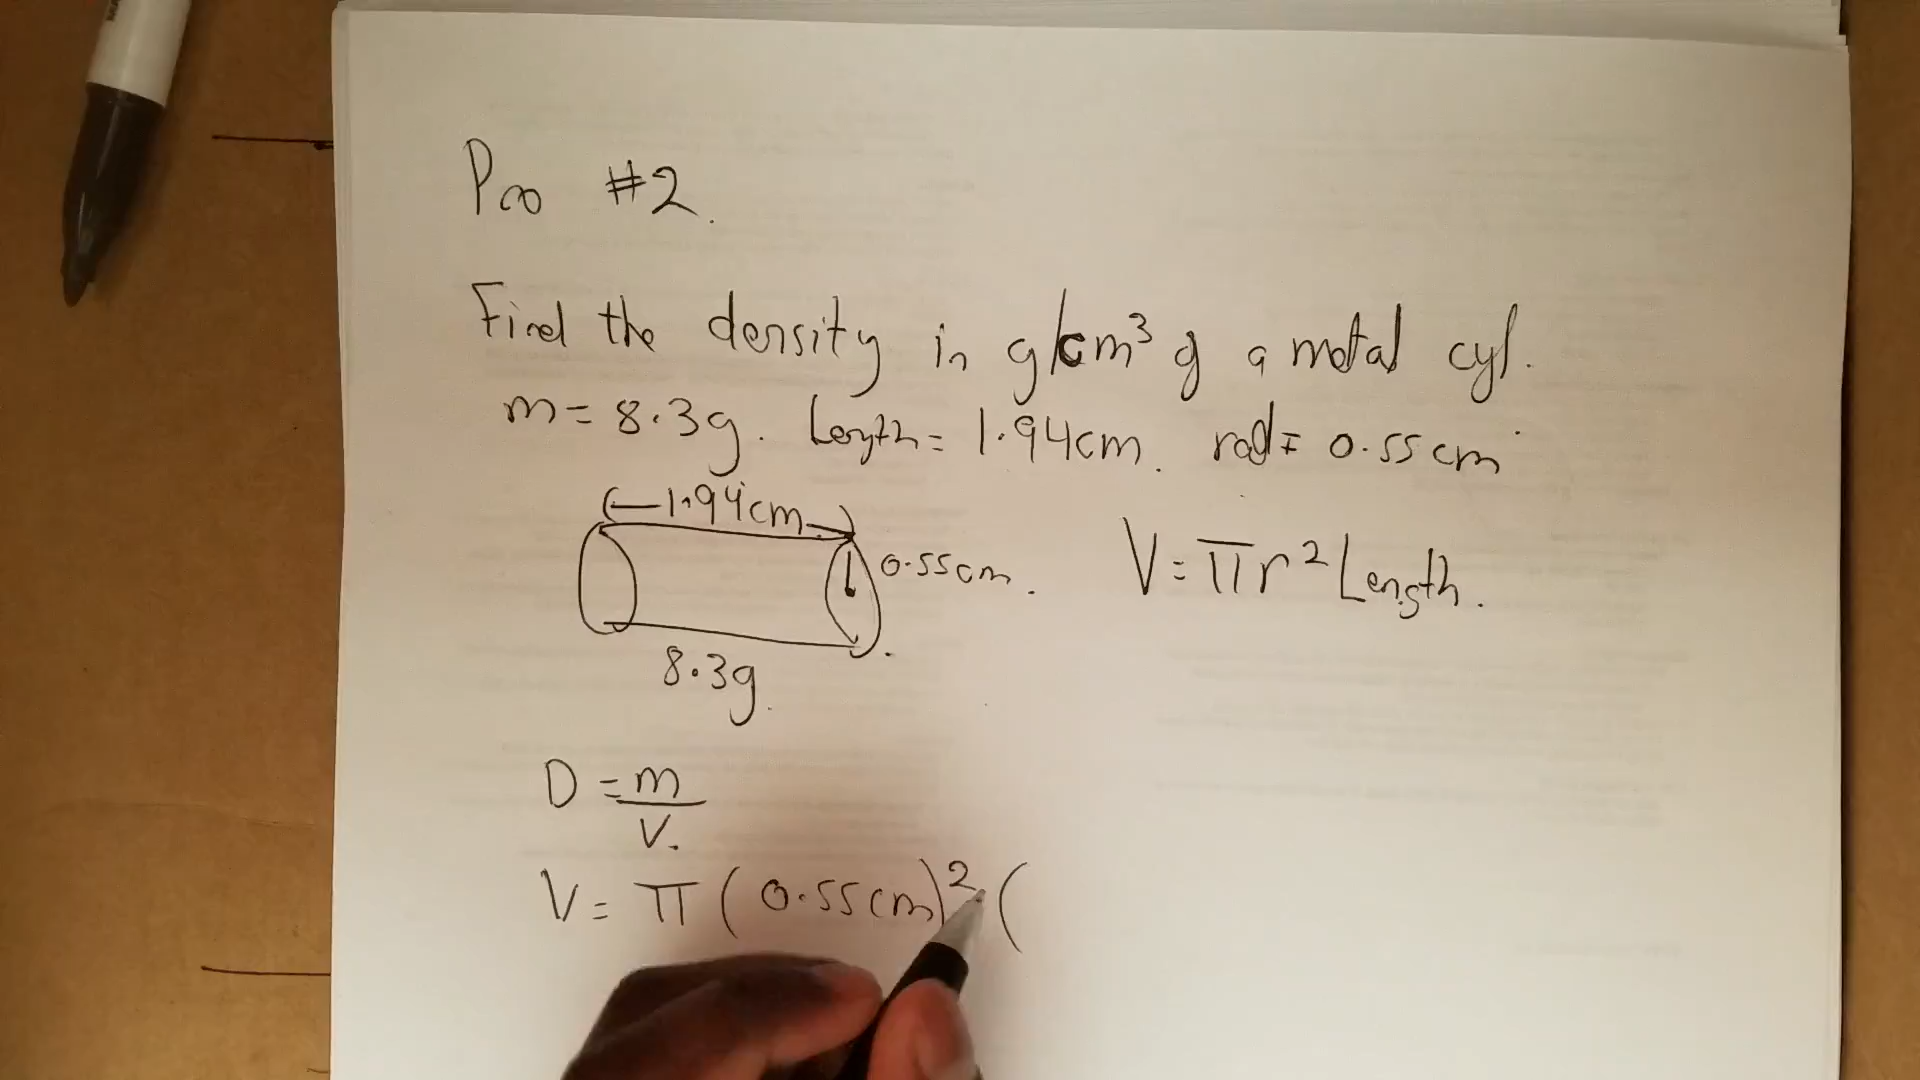 Pro #2.
Find the density in g/cm³ of a metal cyl.
m = 8.3g. Length = 1.94cm. rad = 0.55cm
1.94cm
0.55cm.
V = πr² Length.
8.3g.
D = m
V.
V = π (0.55cm)² (